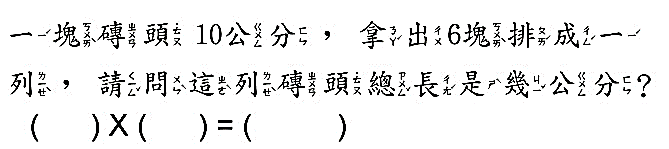 一塊磚頭 10公分，拿出6塊排成一
列，請問這列磚頭總長是幾公分?
(    )X(    )=(        )